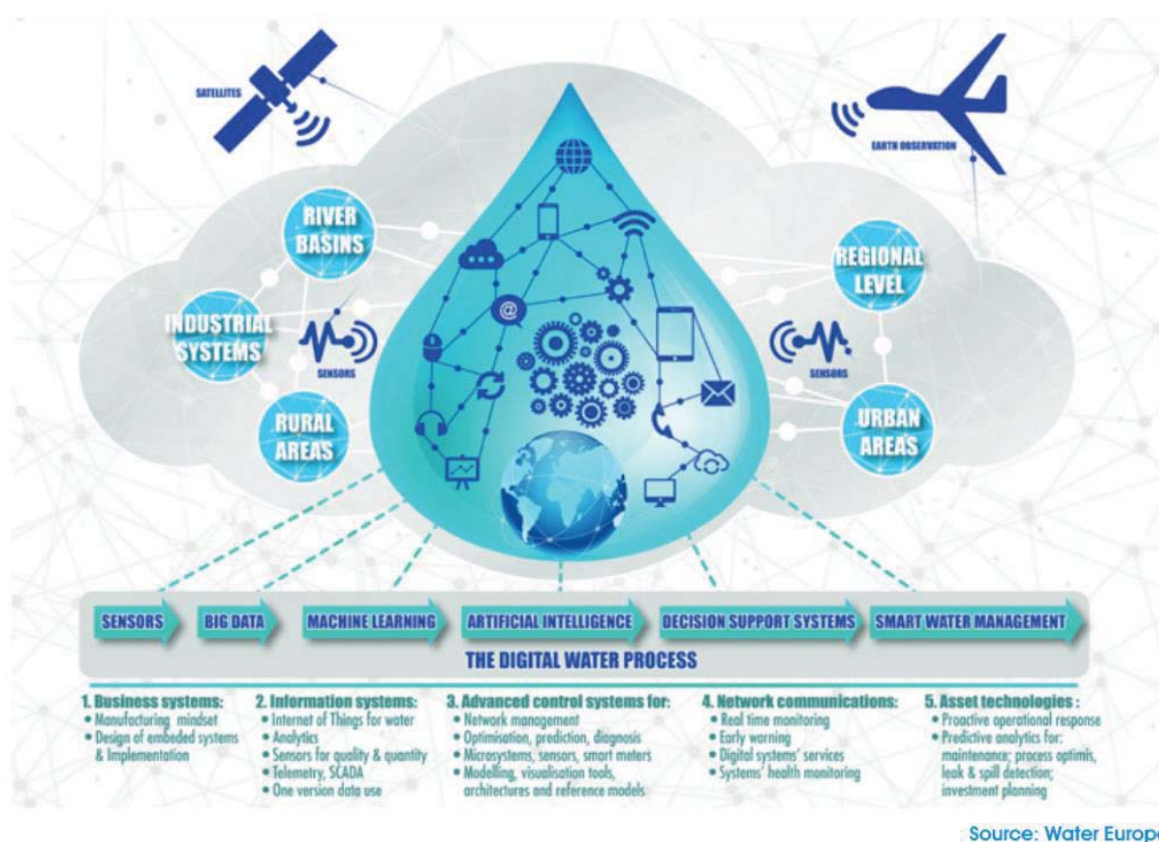 SATELLITES
EARTH OBSERVATION
RIVER
BASINS
REGIONAL
LEVEL
INDUSTRIAL
SYSTEMS
SENSORS
SENSORS
RURAL
AREAS
URBAN
AREAS
@
SENSORS
BIG DATA
MACHINE LEARNING
ARTIFICIAL INTELLIGENCE
DECISION SUPPORT SYSTEMS
SMART WATER MANAGEMENT
THE DIGITAL WATER PROCESS
1. Business systems:
• Manufacturing mindset
• Design of embeded systems
& Implementation
2. Information systems:
• Internet of Things for water
• Analytics
• Sensors for quality & quantity
• Telemetry, SCADA
• One version data use
3. Advanced control systems for:
• Network management
• Optimisation, prediction, diagnosis
• Microsystems, sensors, smart meters
• Modelling, visualisation tools,
architectures and reference models
4. Network communications:
• Real time monitoring
• Early warning
• Digital systems' services
• Systems' health monitoring
5. Asset technologies :
• Proactive operational response
• Predictive analytics for:
maintenance; process optimis,
leak & spill detection;
investment planning
Source: Water Europe